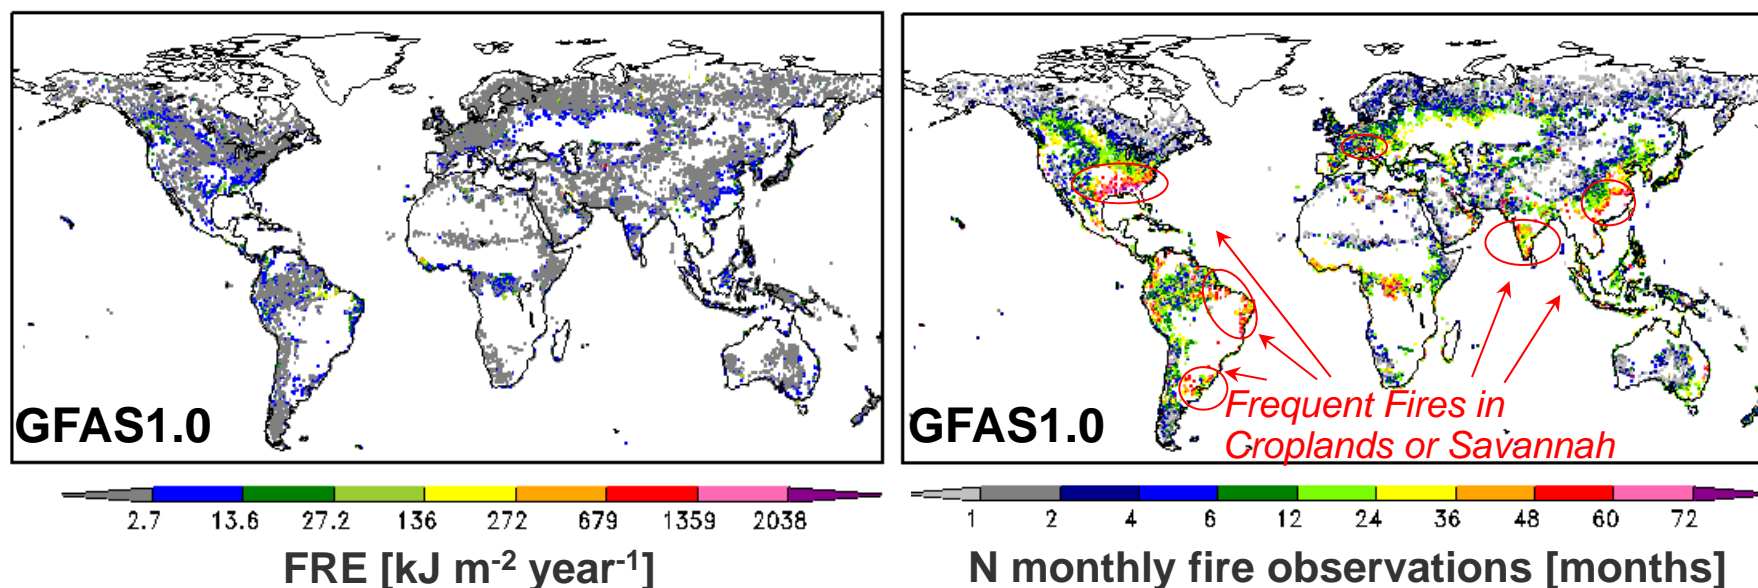 GFAS1.0
2.7 13.6 27.2 136 272 679 1359 2038
FRE [kJ m-2 year-1]
Frequent Fires in
Croplands or Savannah
GFAS1.0
1 2 4 6 12 24 36 48 60 72
N monthly fire observations [months]